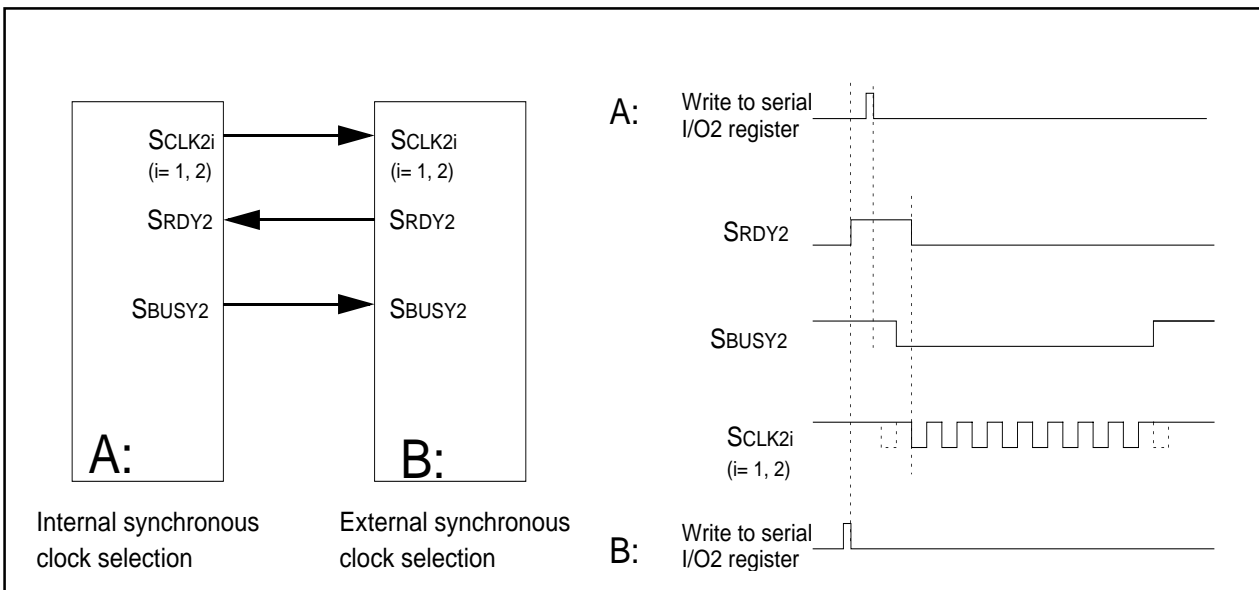 SCLK2i
(i= 1, 2)
SRDY2
SBUSY2
A:
Internal synchronous
clock selection
SCLK2i
(i= 1, 2)
SRDY2
SBUSY2
B:
External synchronous
clock selection
A:
Write to serial
I/O2 register
SRDY2
SBUSY2
SCLK2i
(i= 1, 2)
B:
Write to serial
I/O2 register